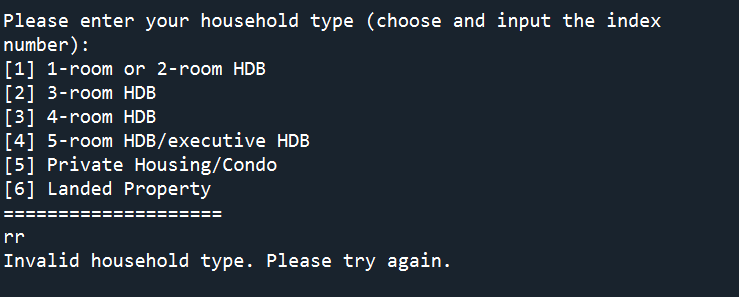 Please enter your household type (choose and input the index
number):
[1] 1-room or 2-room HDB
[2] 3-room HDB
[3] 4-room HDB
[4] 5-room HDB/executive HDB
[5] Private Housing/Condo
[6] Landed Property
====================
rr
Invalid household type. Please try again.